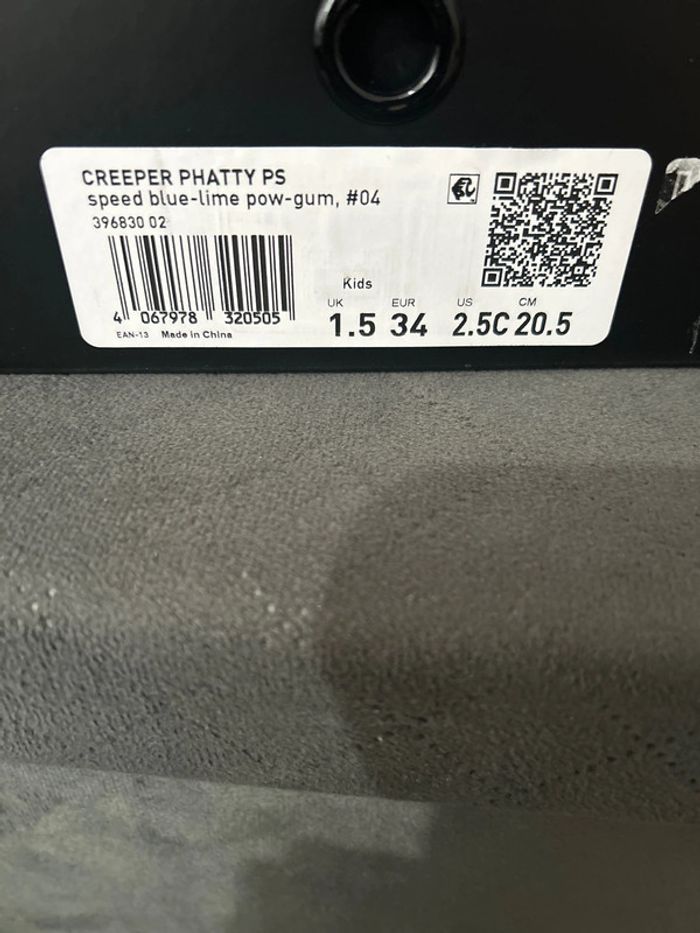 CREEPER PHATTY PS
speed blue-lime pow-gum, #04
396830 02
4 067978 320505
EAN-13 Made in China
Kids
UK EUR US CM
1.5 34 2.5C 20.5